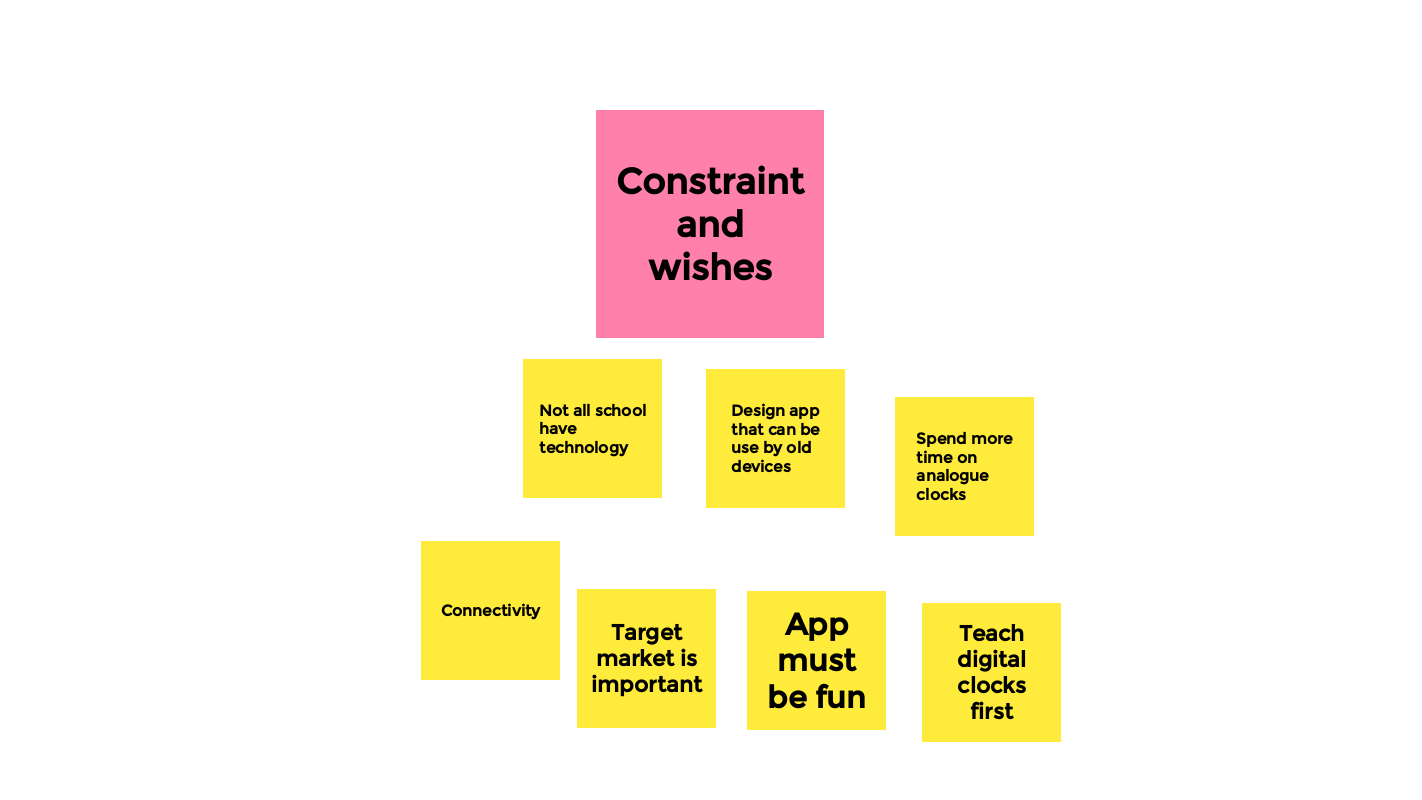 Constraint
and
wishes
Not all school
have
technology
Design app
that can be
use by old
devices
Spend more
time on
analogue
clocks
Connectivity
Target
market is
important
App
must
be fun
Teach
digital
clocks
first